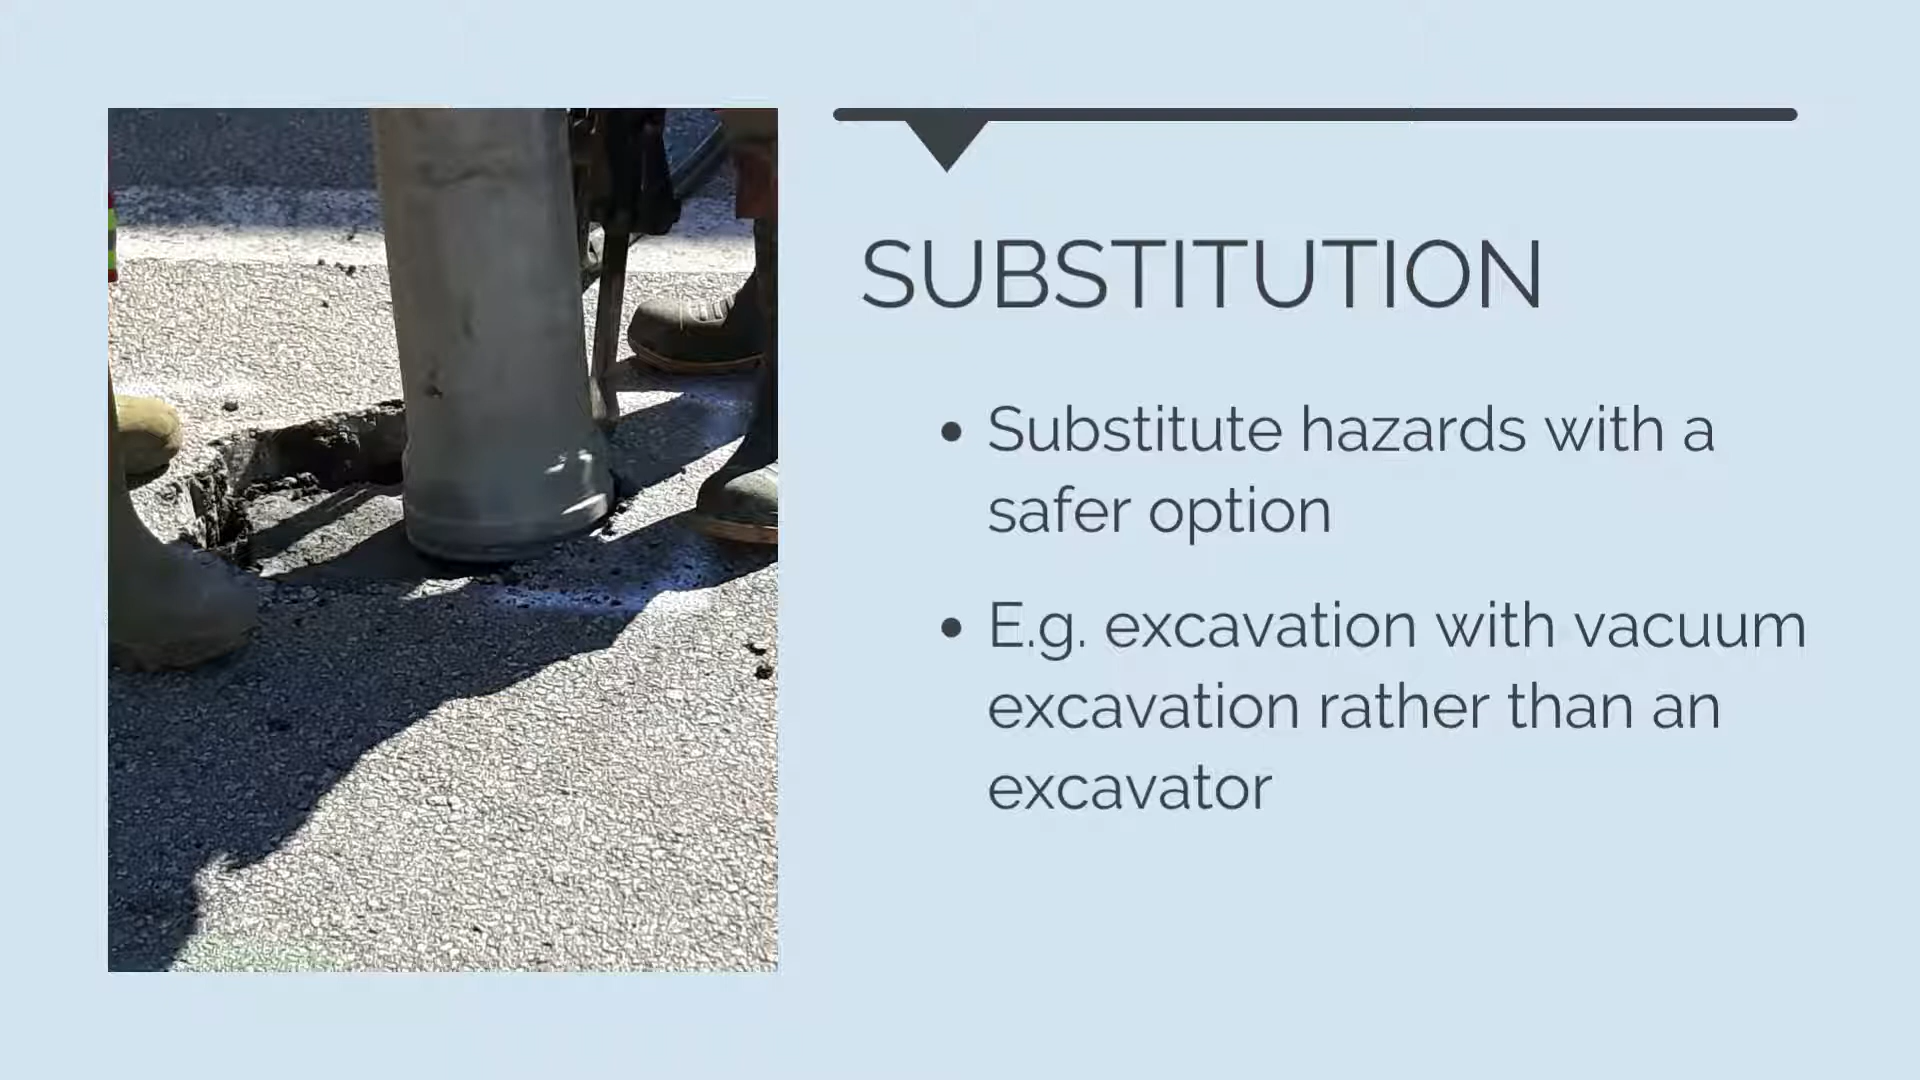 SUBSTITUTION
• Substitute hazards with a
safer option
• E.g. excavation with vacuum
excavation rather than an
excavator